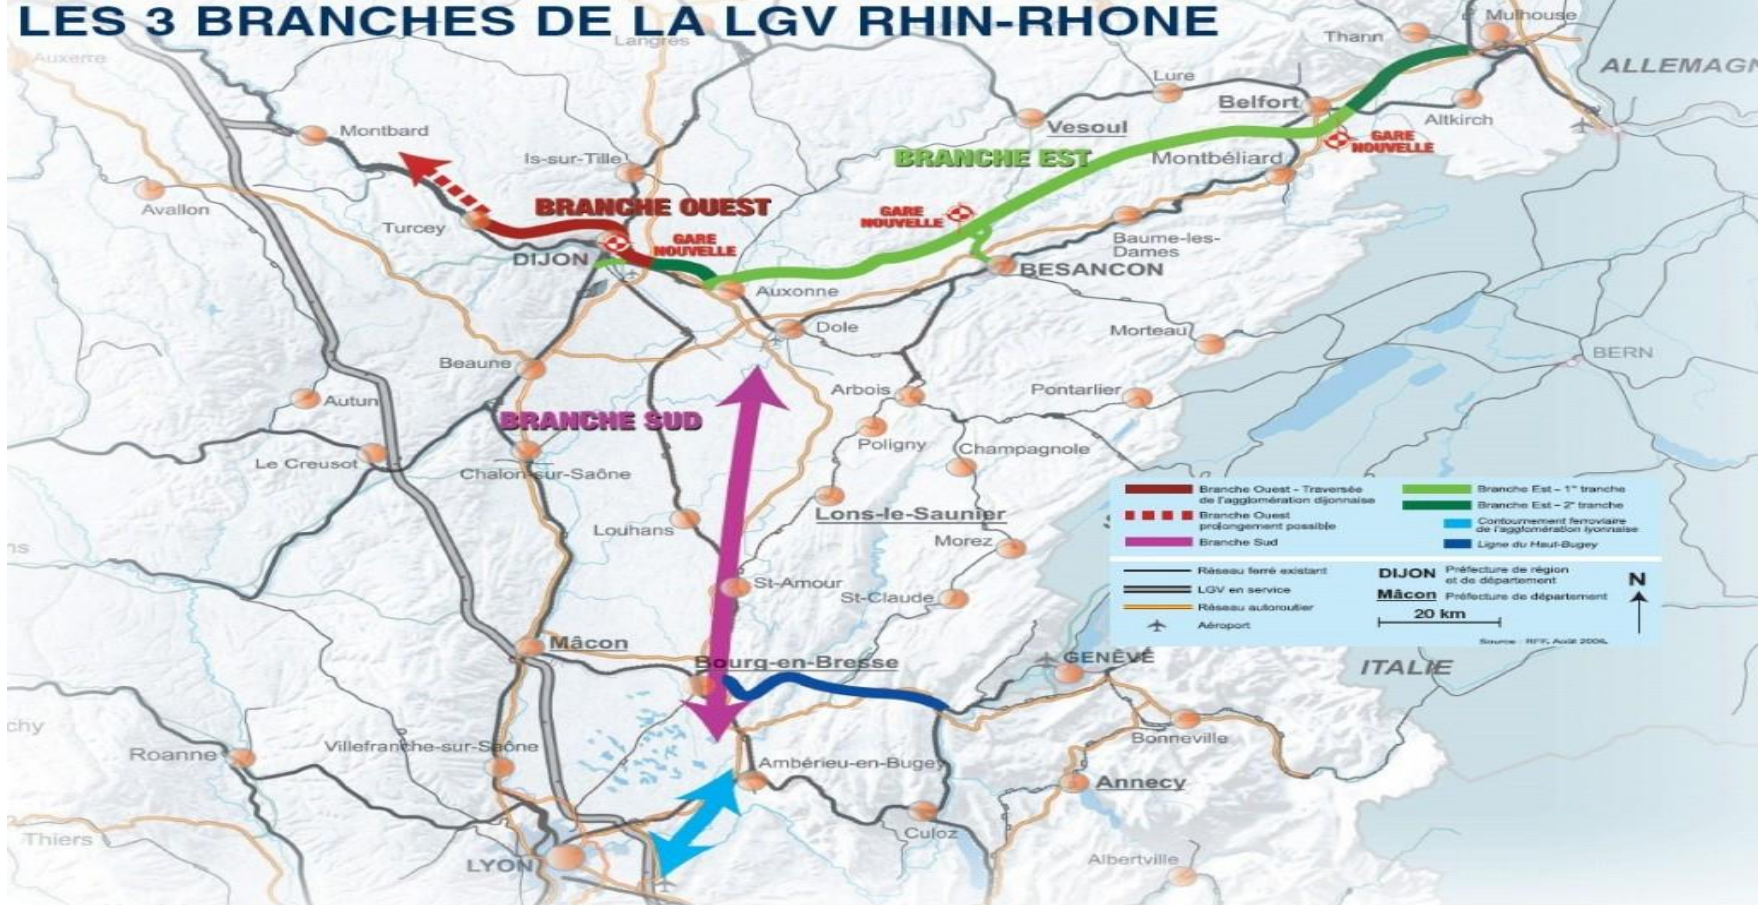 LES 3 BRANCHES DE LA LGV RHIN-RHONE
Mulhouse
Thann
Langres
Auxerre
ALLEMAGN
Lure
Belfort
Altkirch
Montbard
Vesoul
GARE
NOUVELLE
Is-sur-Tille
BRANCHE EST
Montbéliard
Avallon
BRANCHE OUEST
GARE
NOUVELLE
Turcey
GARE
NOUVELLE
Baume-les-
Dames
DIJON
BESANCON
Auxonne
Dole
Morteau
BERN
Beaune
Arbois
Pontarlier
Autun
BRANCHE SUD
Poligny
Champagnole
Le Creusot
Chalon-sur-Saône
Lons-le-Saunier
Louhans
Morez
ns
St-Amour
St-Claude
Mâcon
Bourg-en-Bresse
GENÈVE
ITALIE
chy
Roanne
Villefranche-sur-Saône
Bonneville
Ambérieu-en-Bugey
Annecy
Culoz
Thiers
LYON
Albertville
Branche Ouest - Traversée
de l'agglomération dijonnaise
Branche Ouest
prolongement possible
Branche Sud
Branche Est - 1re tranche
Branche Est - 2e tranche
Contournement ferroviaire
de l'agglomération lyonnaise
Ligne du Haut-Bugey
Réseau ferré existant
LGV en service
Réseau autoroutier
Aéroport
DIJON Préfecture de région
et de département
Mâcon Préfecture de département
20 km
N
Source : RFF, Août 2006.